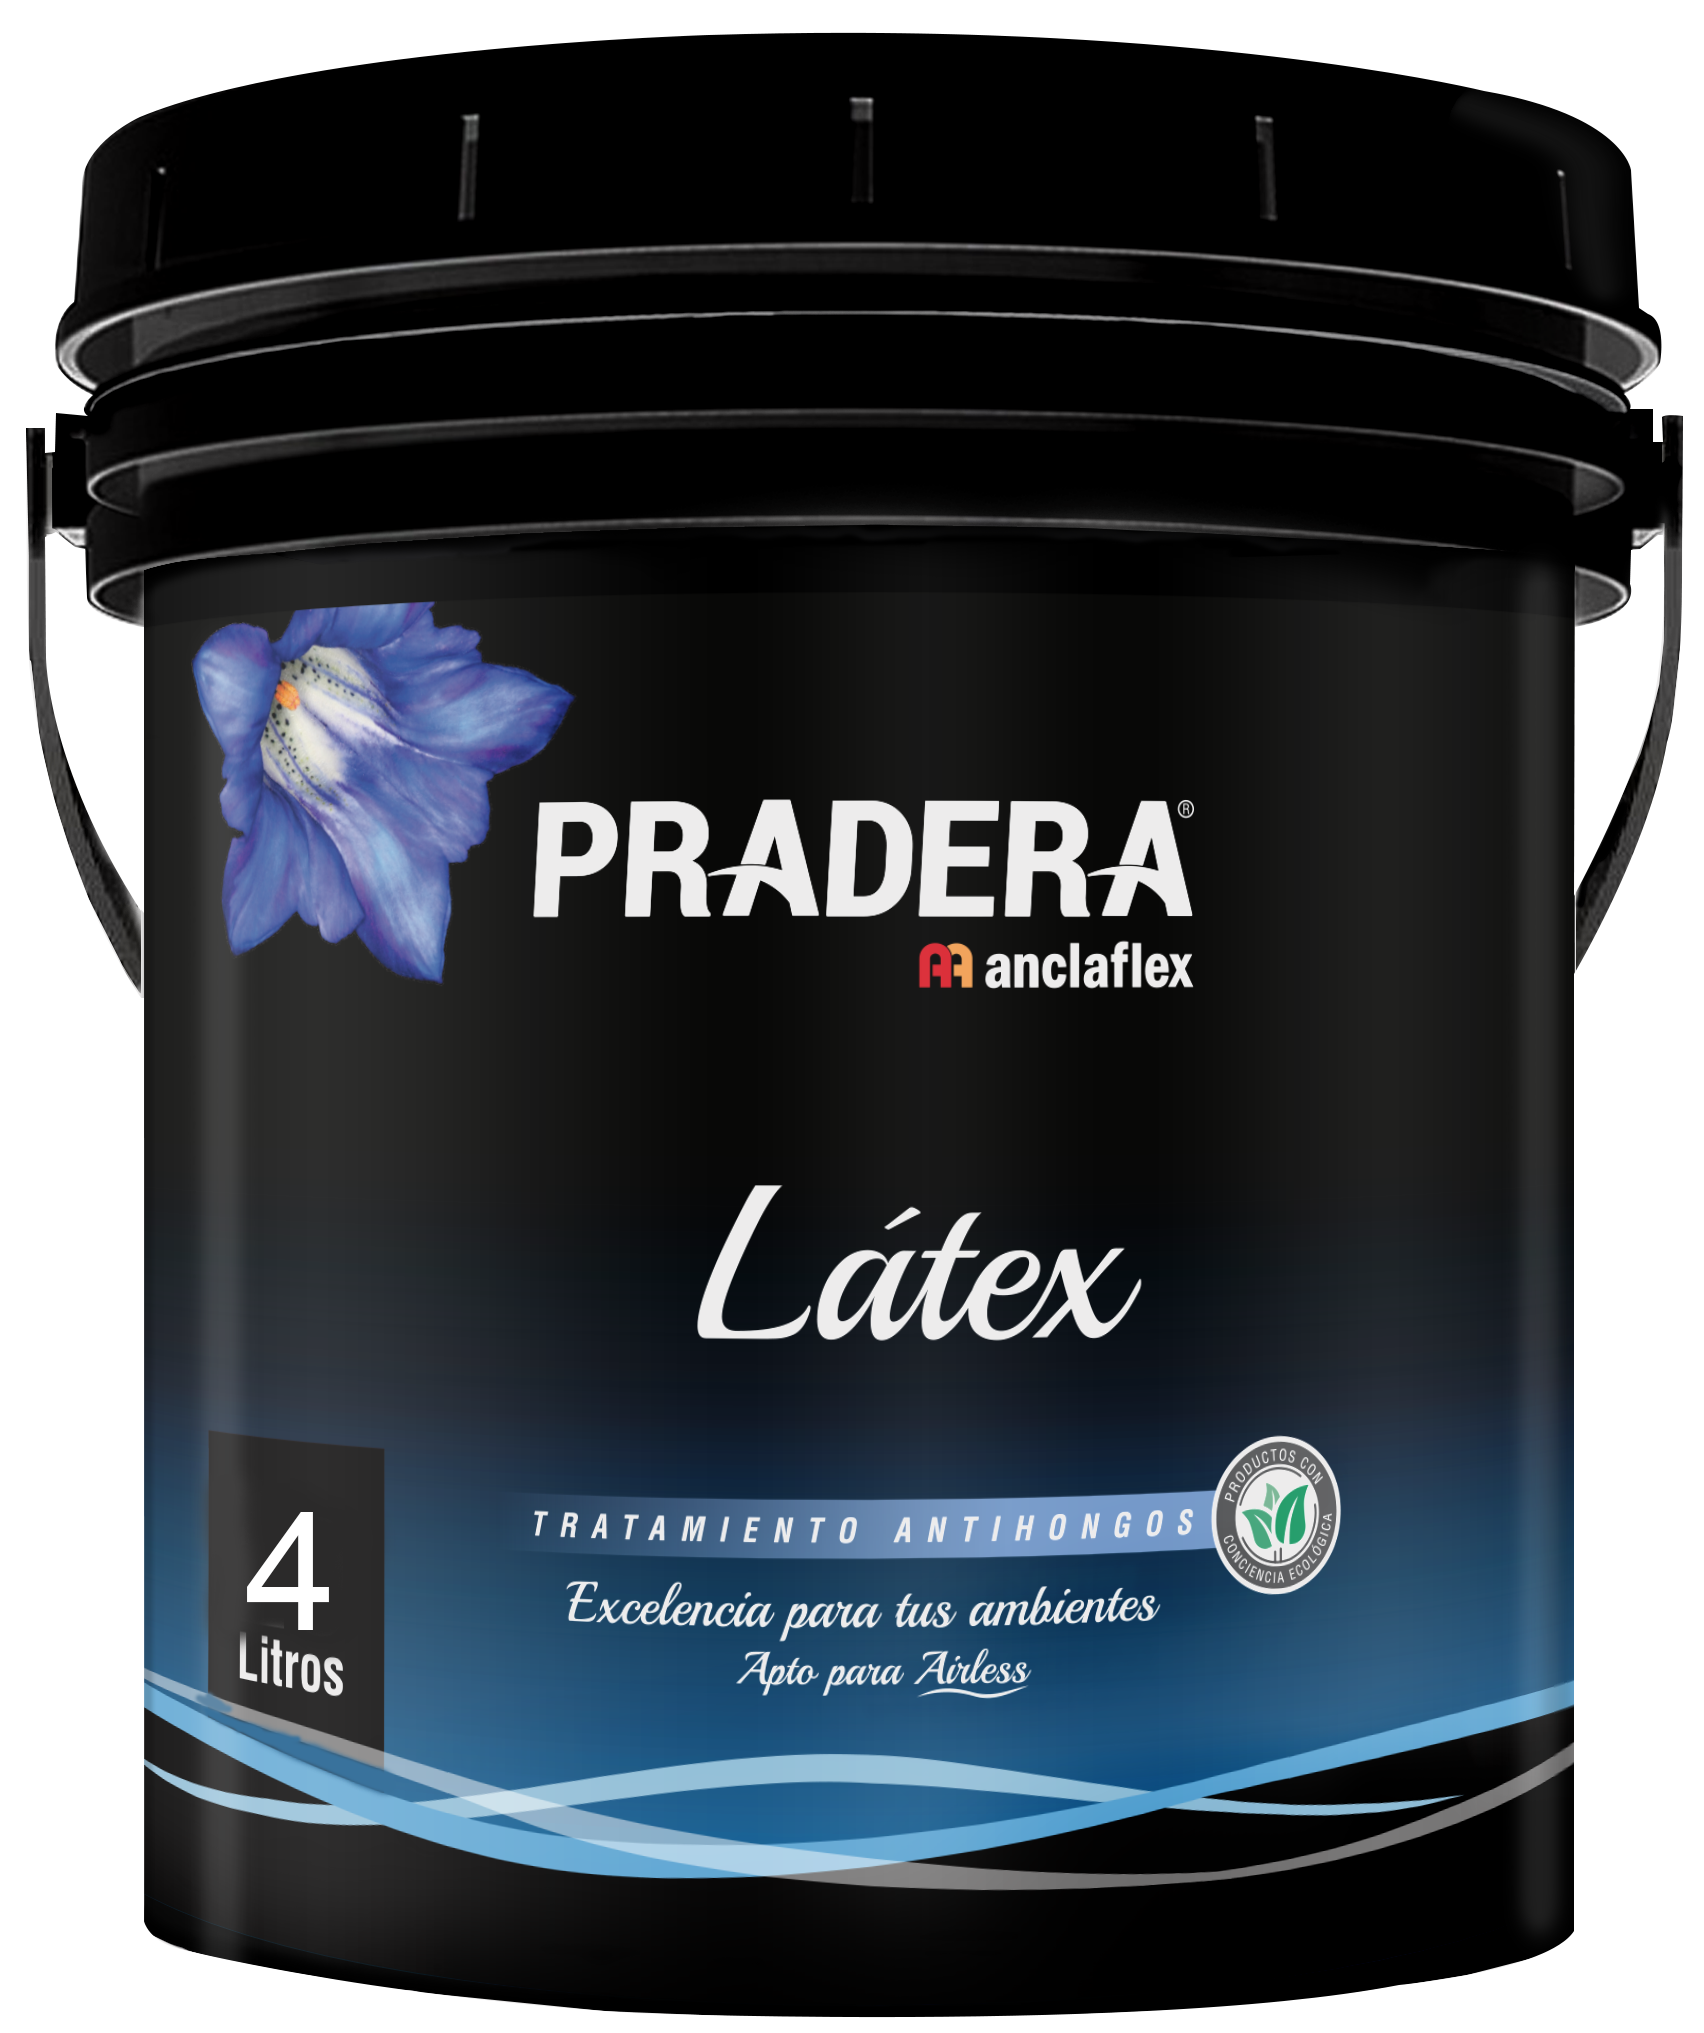 PRADERA®
anclaflex
Látex
TRATAMIENTO ANTIHONGOS
PRODUCTOS CON
CONCIENCIA ECOLÓGICA
4
Litros
Excelencia para tus ambientes
Apto para Airless